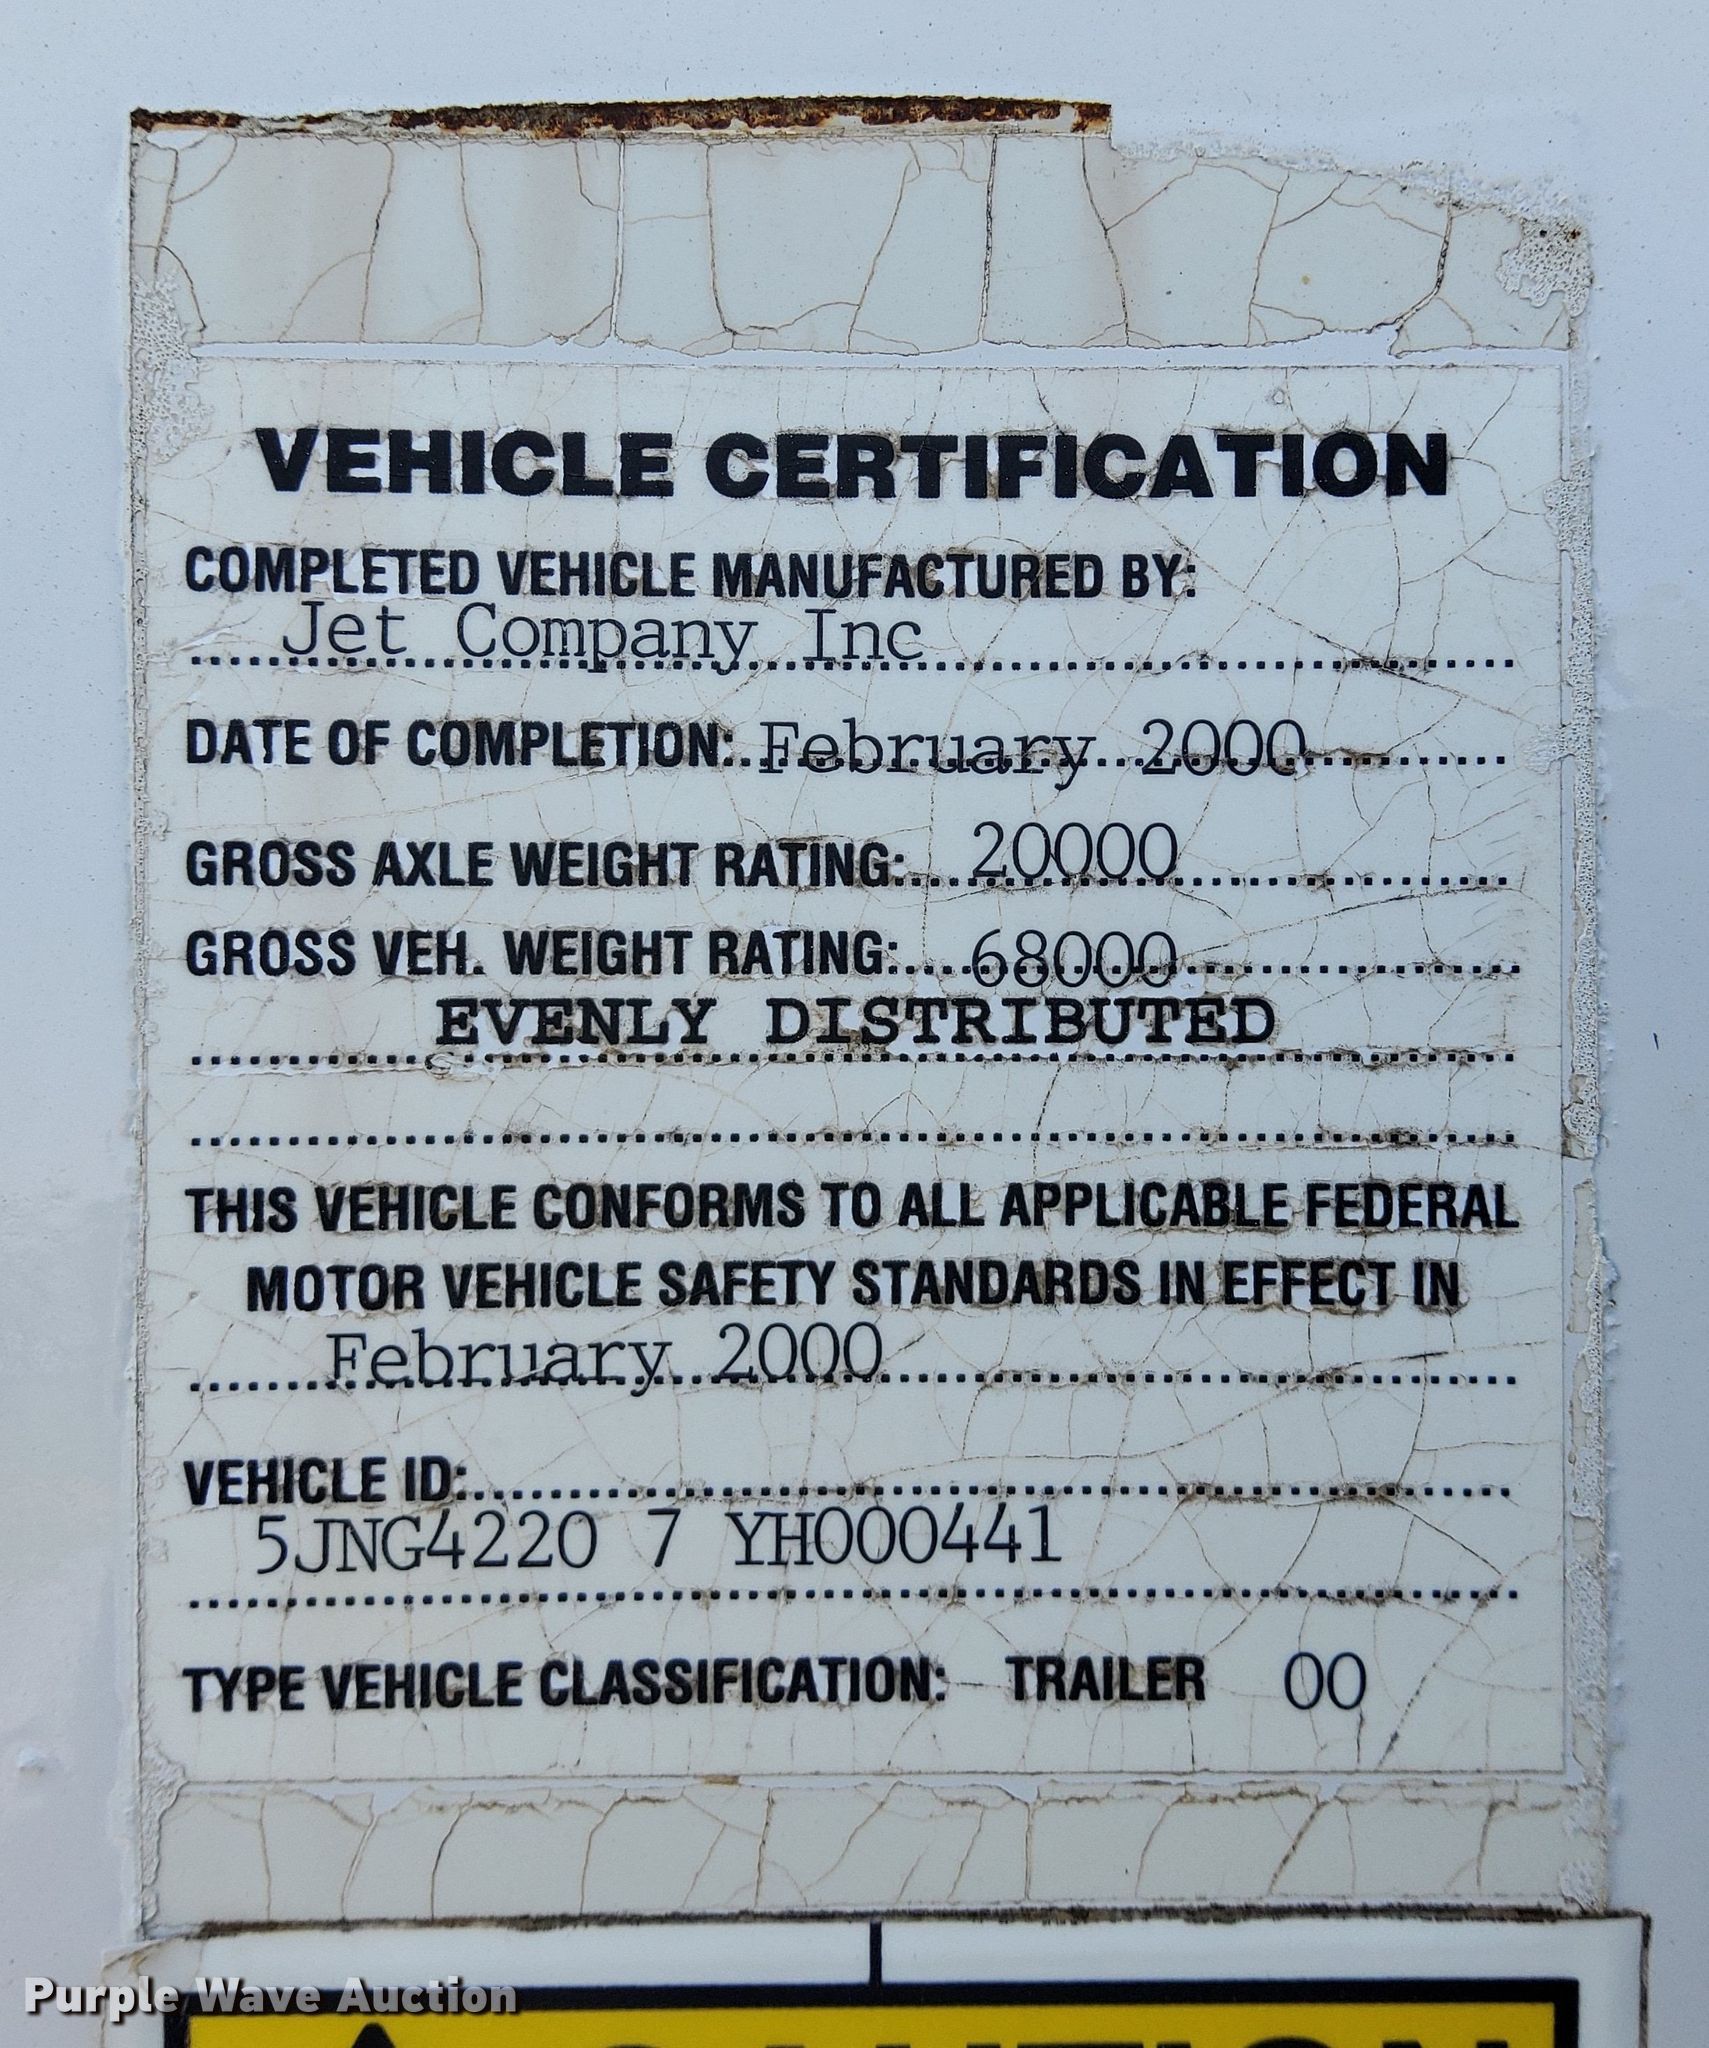 VEHICLE CERTIFICATION
COMPLETED VEHICLE MANUFACTURED BY:
Jet Company Inc
DATE OF COMPLETION: February 2000
GROSS AXLE WEIGHT RATING: 20000
GROSS VEH. WEIGHT RATING: 68000
EVENLY DISTRIBUTED
THIS VEHICLE CONFORMS TO ALL APPLICABLE FEDERAL
MOTOR VEHICLE SAFETY STANDARDS IN EFFECT IN
February 2000
VEHICLE ID:
5JNG4220 7 YH000441
TYPE VEHICLE CLASSIFICATION: TRAILER 00
Purple Wave Auction
CAUTION